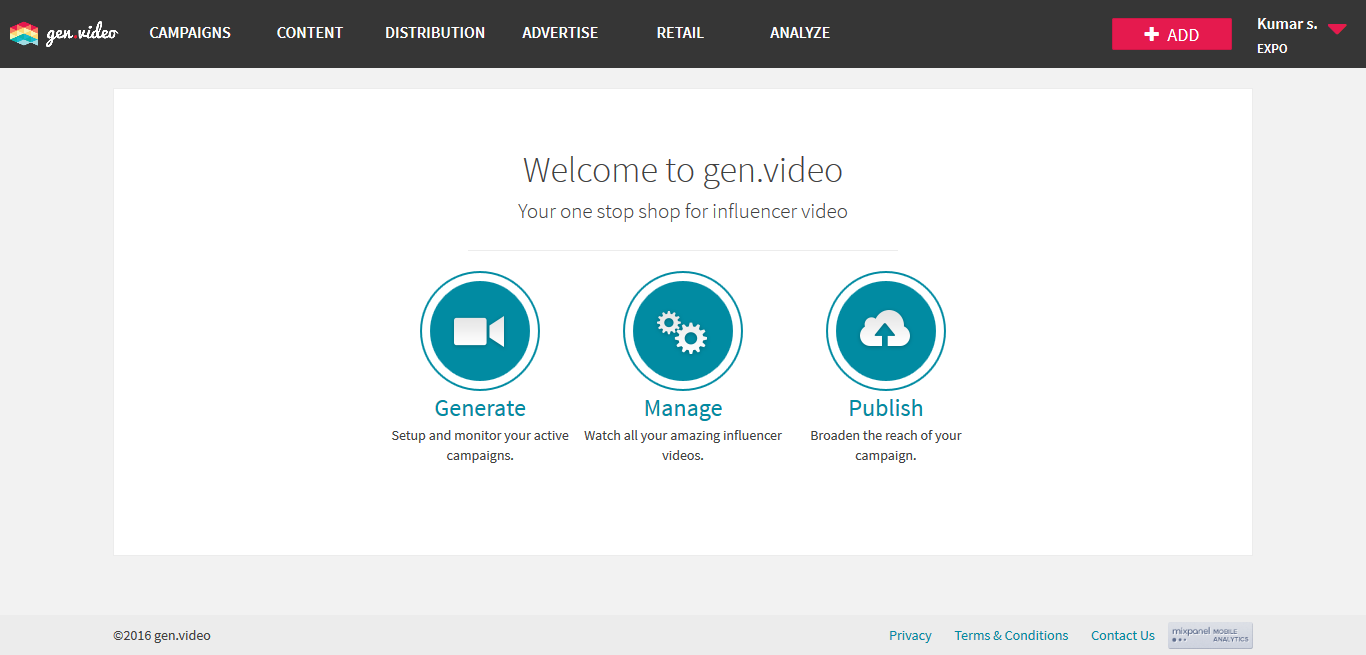 gen.video CAMPAIGNS CONTENT DISTRIBUTION ADVERTISE RETAIL ANALYZE ADD Kumar s.
EXPO
Welcome to gen.video
Your one stop shop for influencer video
Generate Manage Publish
Setup and monitor your active Watch all your amazing influencer Broaden the reach of your
campaigns. videos. campaign.
©2016 gen.video Privacy Terms & Conditions Contact Us mixpanel MOBILE
ANALYTICS